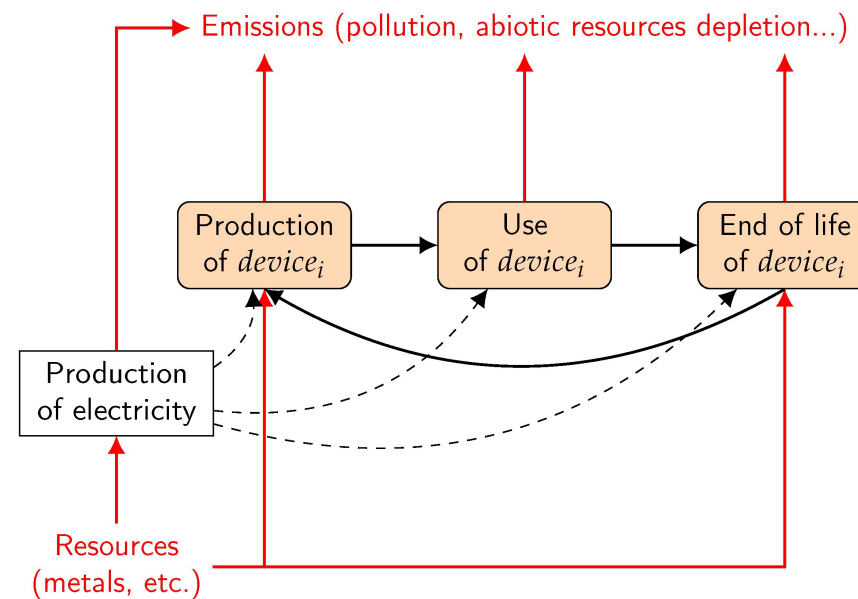 Emissions (pollution, abiotic resources depletion...)
Production
of device_i
Use
of device_i
End of life
of device_i
Production
of electricity
Resources
(metals, etc.)